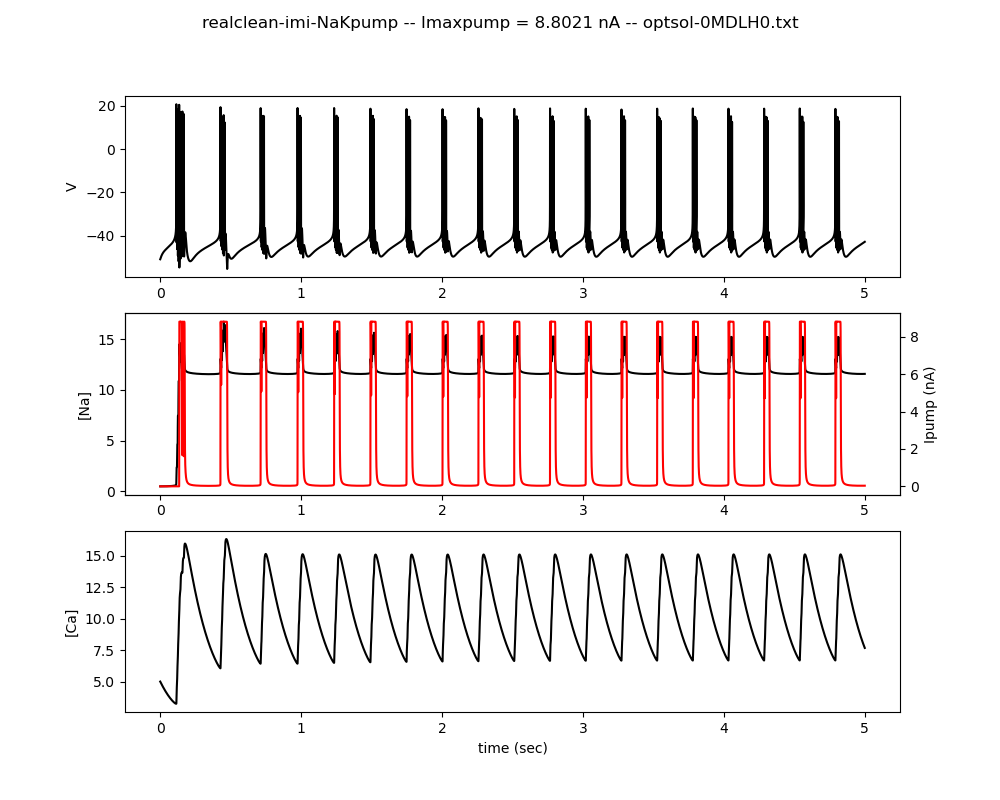 realclean-imi-NaKpump -- Imaxpump = 8.8021 nA -- optsol-0MDLH0.txt
20
0
−20
−40
V
0 1 2 3 4 5
15
10
5
0
[Na]
8
6
4
2
0
Ipump (nA)
0 1 2 3 4 5
15.0
12.5
10.0
7.5
5.0
[Ca]
0 1 2 3 4 5
time (sec)